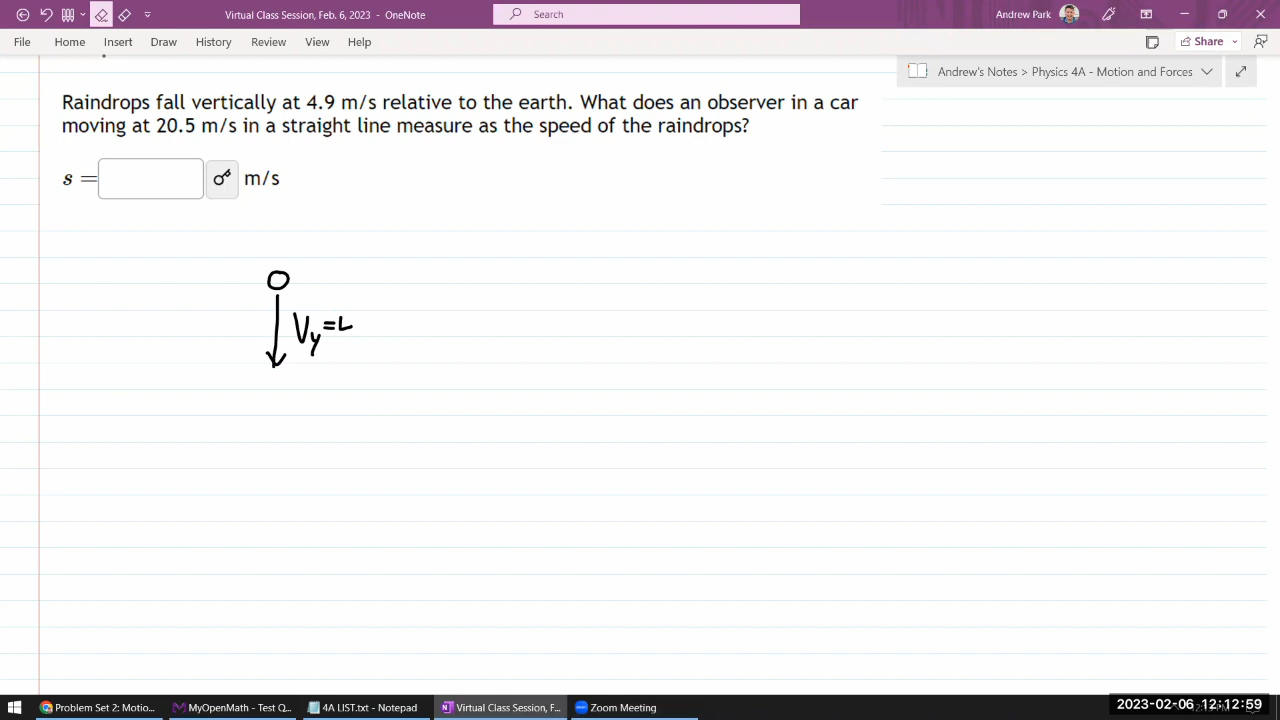 Virtual Class Session, Feb. 6, 2023 - OneNote
Search
Andrew Park
File Home Insert Draw History Review View Help
Share
Andrew's Notes > Physics 4A - Motion and Forces
Raindrops fall vertically at 4.9 m/s relative to the earth. What does an observer in a car
moving at 20.5 m/s in a straight line measure as the speed of the raindrops?
s = m/s
Vy=
Problem Set 2: Motio...
MyOpenMath - Test Q...
4A LIST.txt - Notepad
Virtual Class Session, F...
Zoom Meeting
2023-02-06 12:12:59